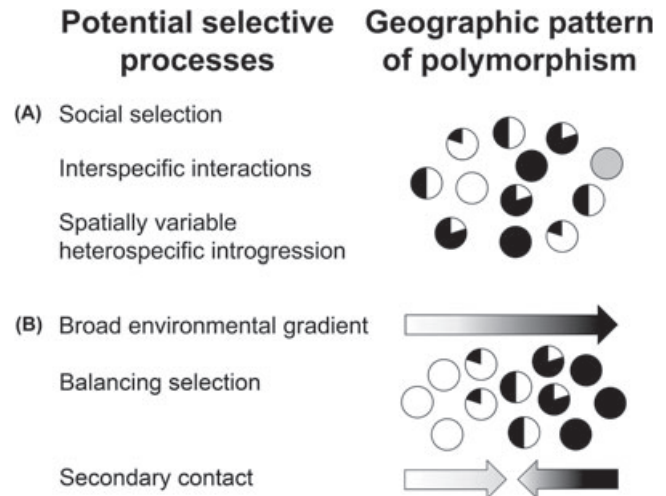 Potential selective processes
Geographic pattern of polymorphism
(A) Social selection
Interspecific interactions
Spatially variable
heterospecific introgression
(B) Broad environmental gradient
Balancing selection
Secondary contact